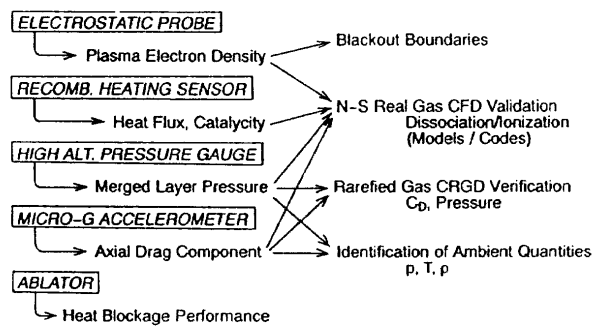 ELECTROSTATIC PROBE
Plasma Electron Density
Blackout Boundaries
RECOMB. HEATING SENSOR
Heat Flux, Catalycity
N-S Real Gas CFD Validation
Dissociation/Ionization
(Models / Codes)
HIGH ALT. PRESSURE GAUGE
Merged Layer Pressure
Rarefied Gas CRGD Verification
CD, Pressure
MICRO-G ACCELEROMETER
Axial Drag Component
Identification of Ambient Quantities
p, T, ρ
ABLATOR
Heat Blockage Performance